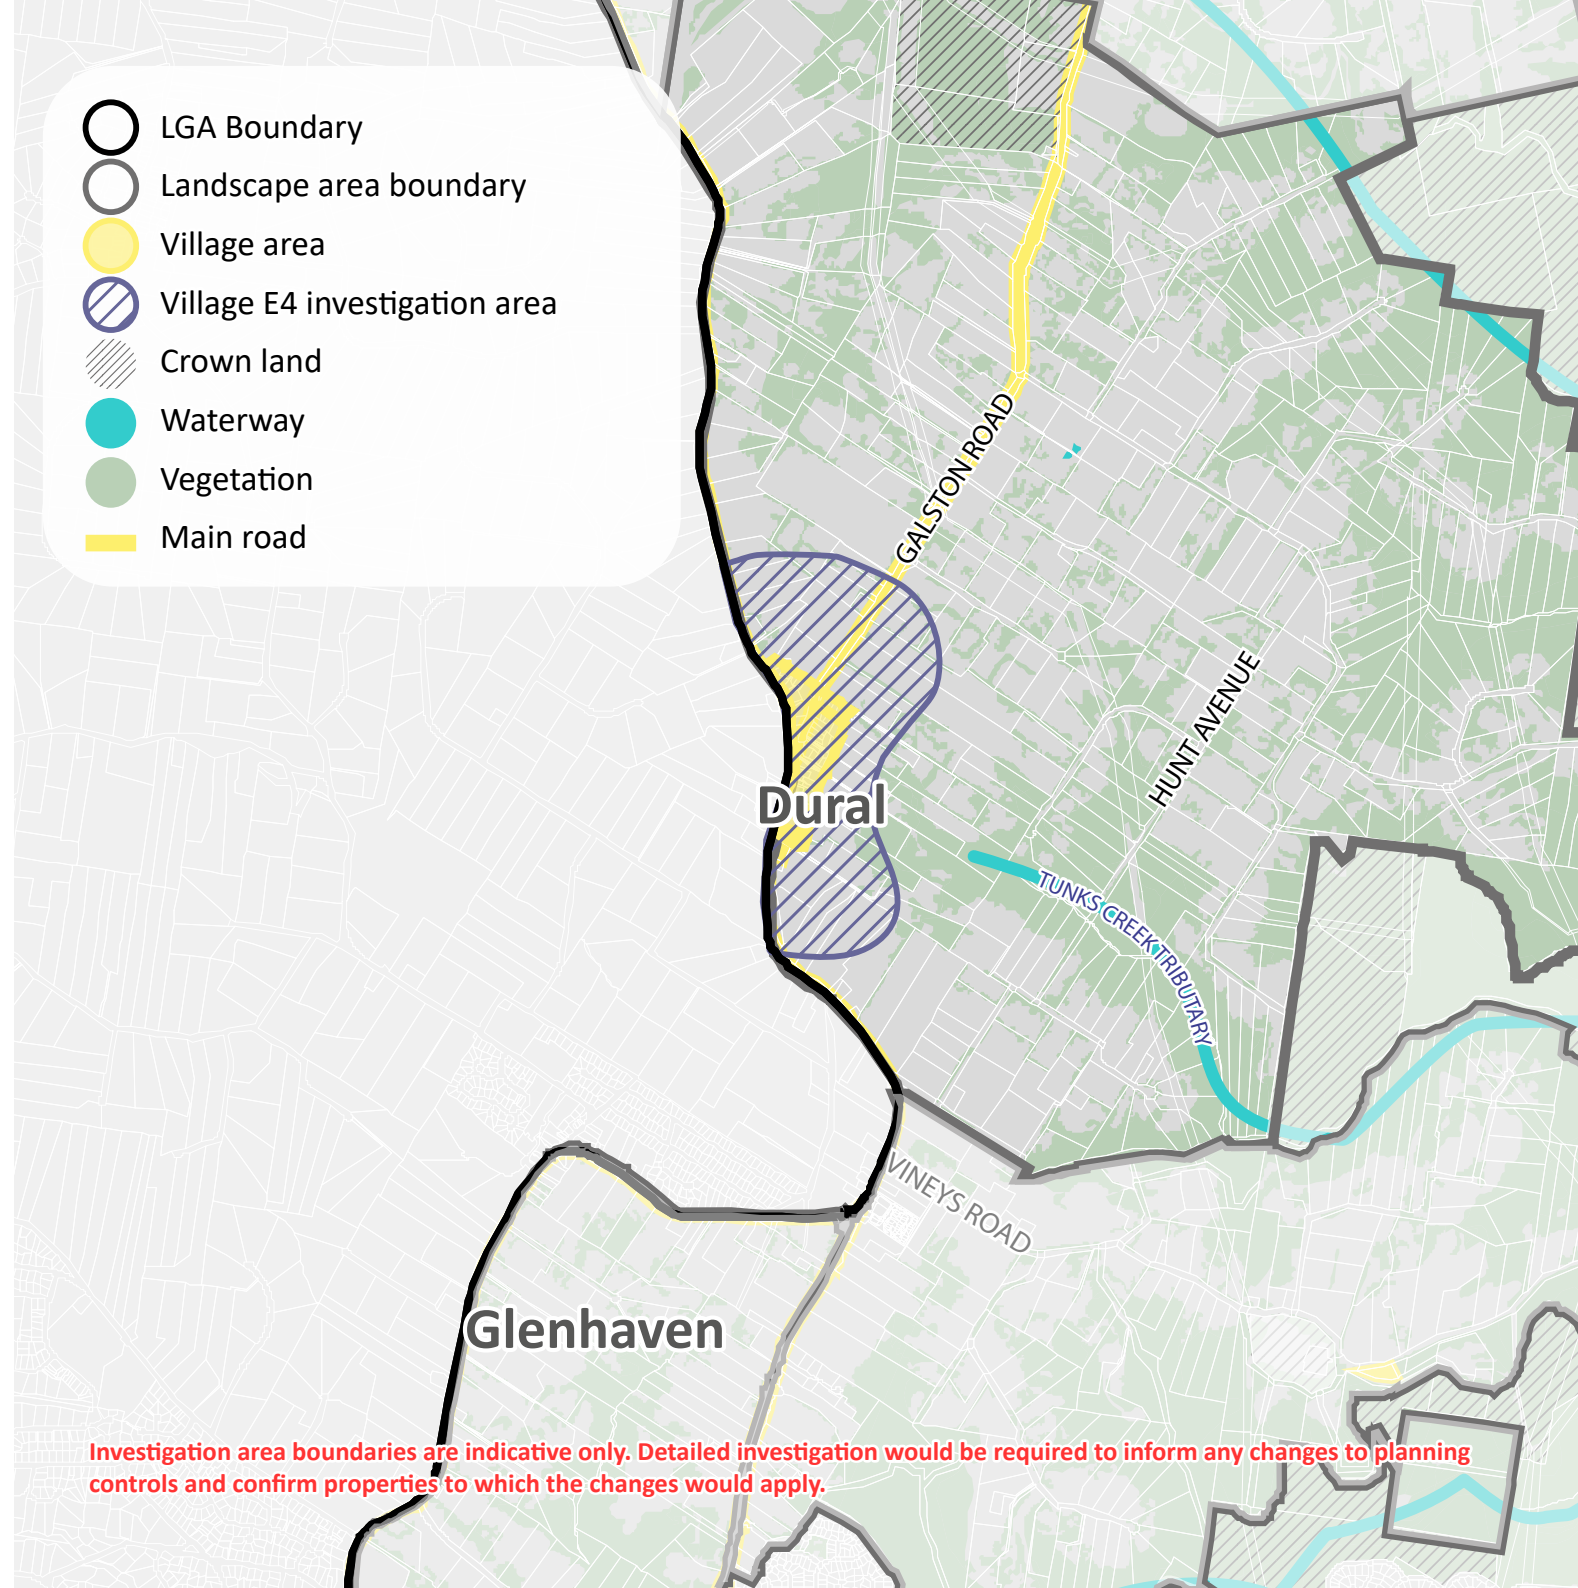 LGA Boundary
Landscape area boundary
Village area
Village E4 investigation area
Crown land
Waterway
Vegetation
Main road
GALSTON ROAD
HUNT AVENUE
Dural
TUNKS CREEK TRIBUTARY
VINEYS ROAD
Glenhaven
Investigation area boundaries are indicative only. Detailed investigation would be required to inform any changes to planning
controls and confirm properties to which the changes would apply.